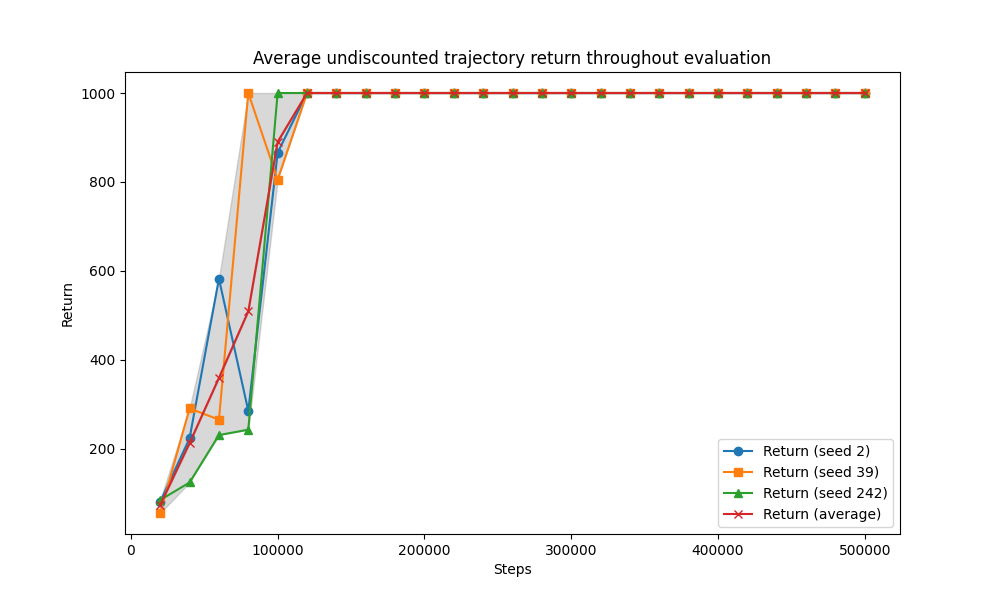 Average undiscounted trajectory return throughout evaluation
1000
800
600
400
200
Return
0
100000
200000
300000
400000
500000
Steps
Return (seed 2)
Return (seed 39)
Return (seed 242)
Return (average)